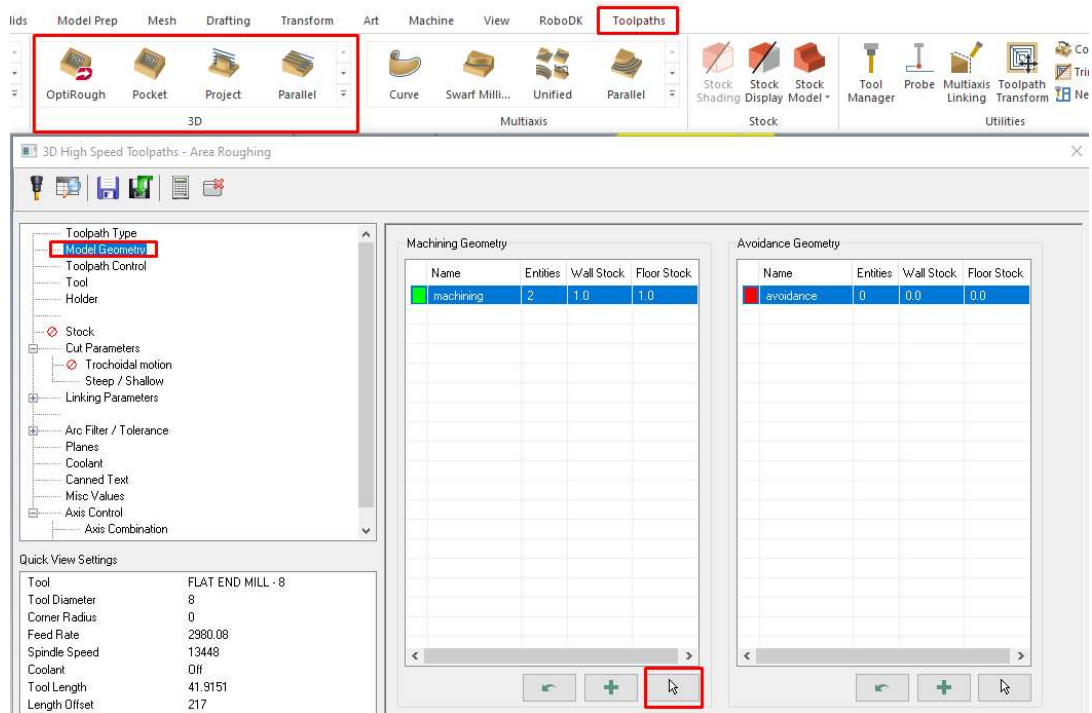 lids Model Prep Mesh Drafting Transform Art Machine View RoboDK Toolpaths
OptiRough Pocket Project Parallel Curve Swarf Milli... Unified Parallel Stock Shading Stock Display Stock Model Tool Manager Probe Multiaxis Linking Toolpath Transform Co
Tri
Ne
3D Multiaxis Stock Utilities
3D High Speed Toolpaths - Area Roughing
Toolpath Type
Model Geometry
Toolpath Control
Tool
Holder
Stock
Cut Parameters
Trochoidal motion
Steep / Shallow
Linking Parameters
Arc Filter / Tolerance
Planes
Coolant
Canned Text
Misc Values
Axis Control
Axis Combination
Quick View Settings
Tool FLAT END MILL - 8
Tool Diameter 8
Corner Radius 0
Feed Rate 2980.08
Spindle Speed 13448
Coolant Off
Tool Length 41.9151
Length Offset 217
Machining Geometry
Name Entities Wall Stock Floor Stock
machining 2 1.0 1.0
Avoidance Geometry
Name Entities Wall Stock Floor Stock
avoidance 0 0.0 0.0